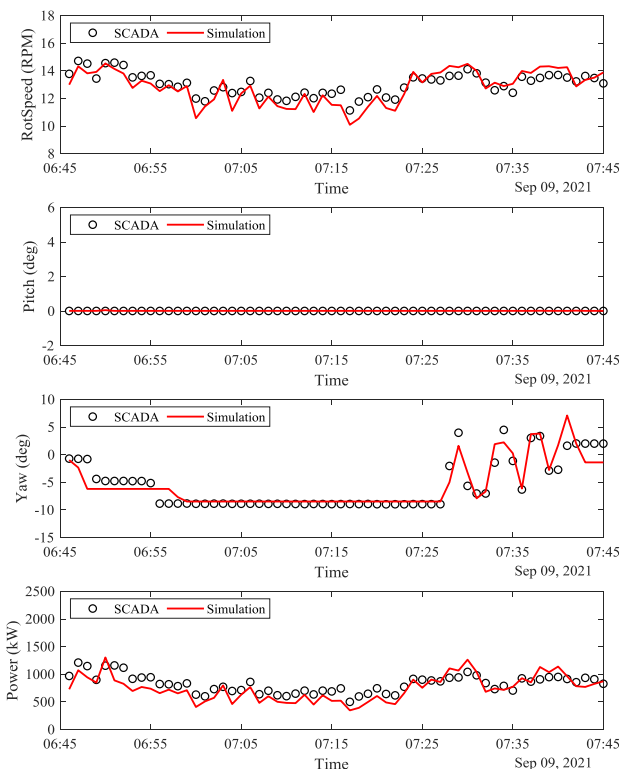 18
16
14
12
10
8
RotSpeed (RPM)
SCADA Simulation
06:45 06:55 07:05 07:15 07:25 07:35 07:45
Time
Sep 09, 2021
6
4
2
0
-2
Pitch (deg)
SCADA Simulation
06:45 06:55 07:05 07:15 07:25 07:35 07:45
Time
Sep 09, 2021
10
5
0
-5
-10
-15
Yaw (deg)
SCADA Simulation
06:45 06:55 07:05 07:15 07:25 07:35 07:45
Time
Sep 09, 2021
2500
2000
1500
1000
500
0
Power (kW)
SCADA Simulation
06:45 06:55 07:05 07:15 07:25 07:35 07:45
Time
Sep 09, 2021